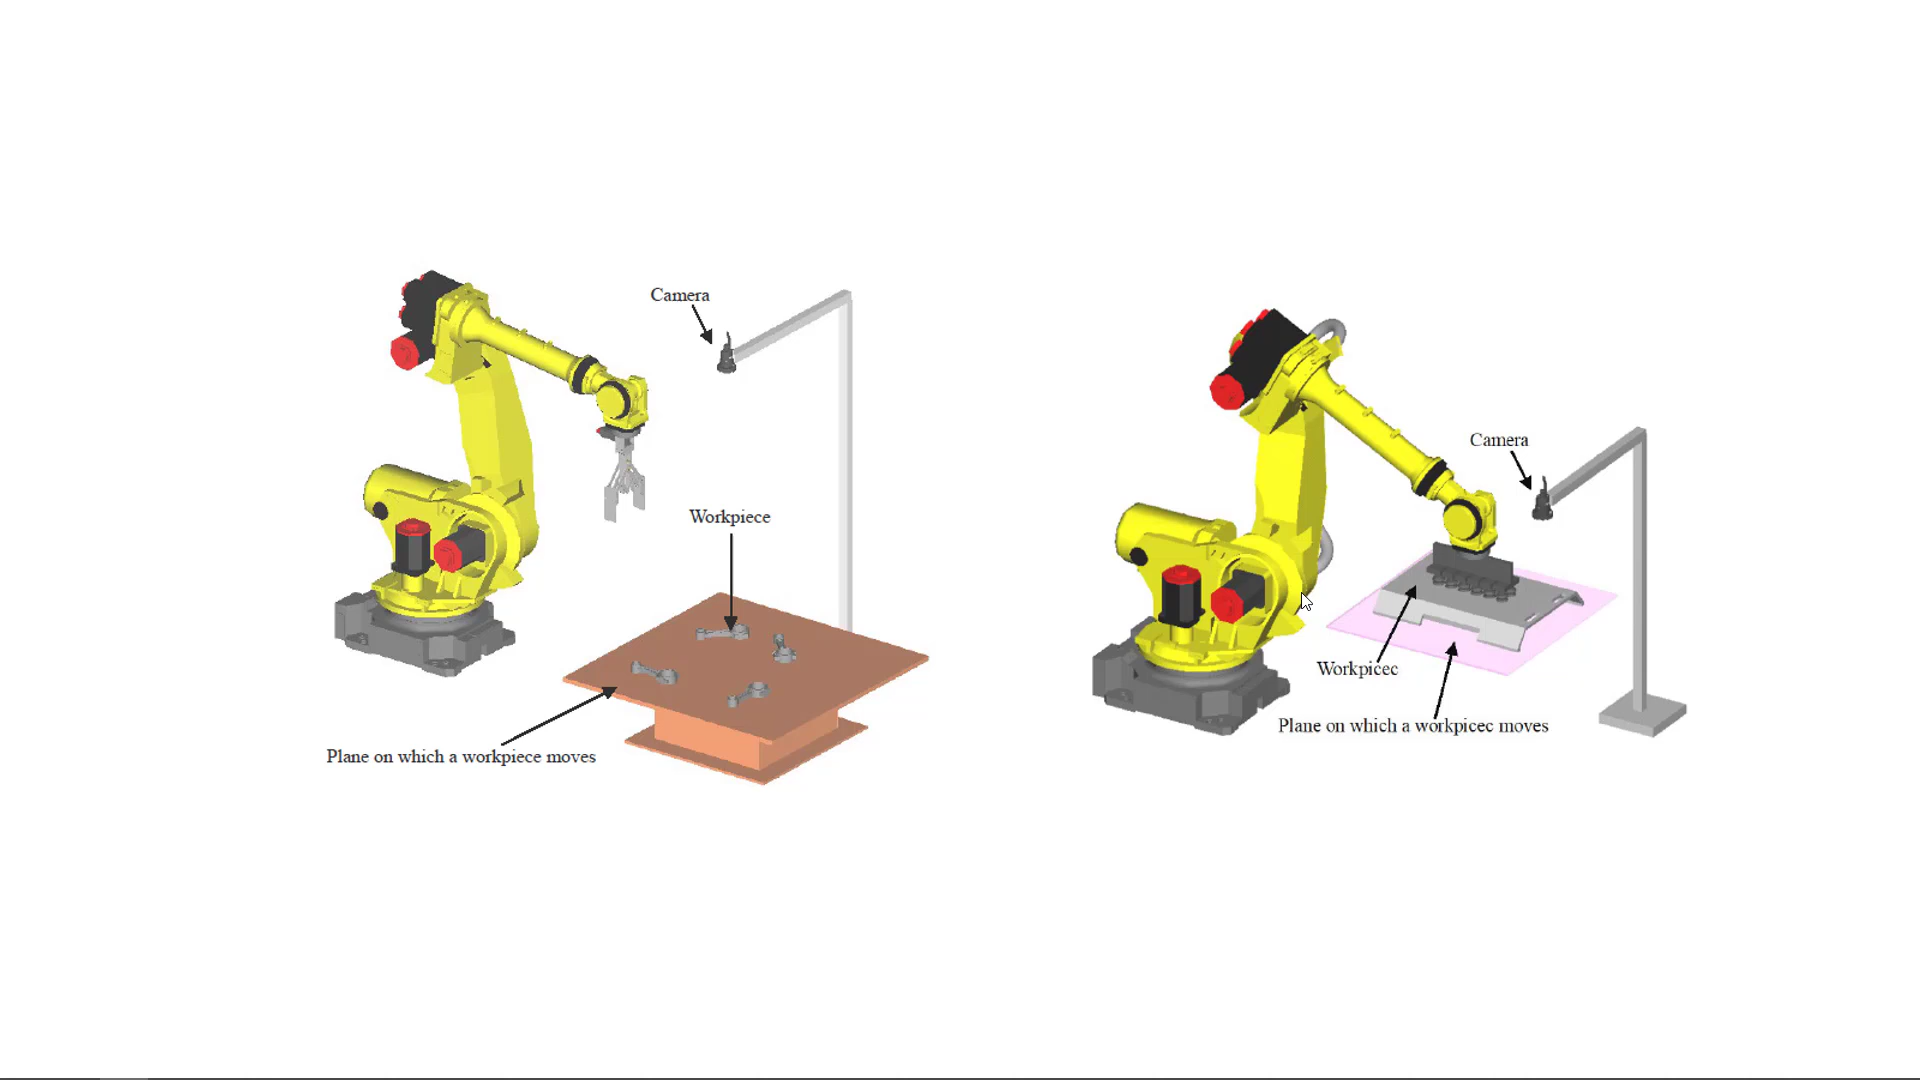 Camera
Workpiece
Plane on which a workpiece moves
Camera
Workpicec
Plane on which a workpicec moves